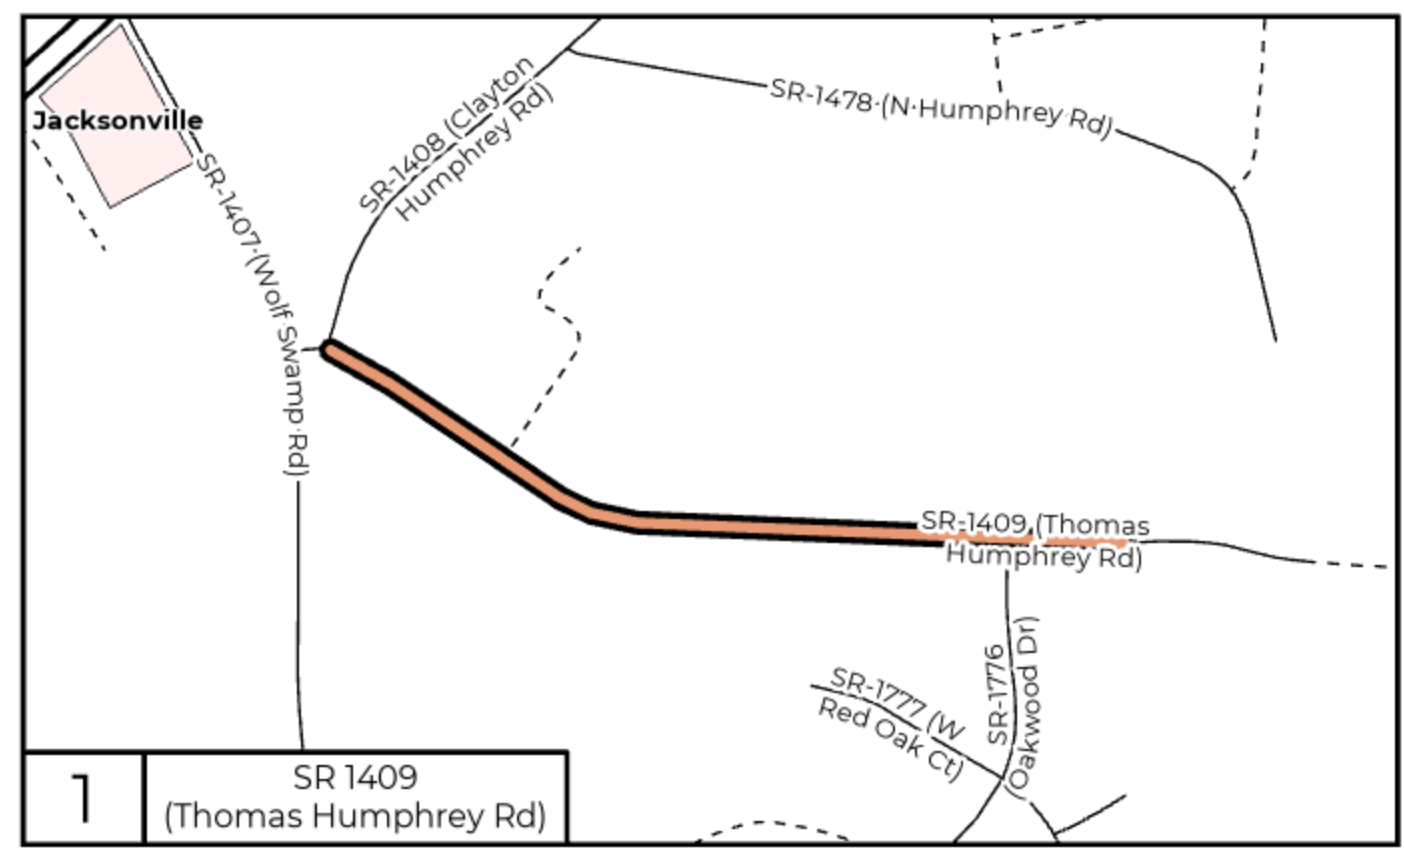 Jacksonville
SR-1407 (Wolf Swamp Rd)
SR-1408 (Clayton
Humphrey Rd)
SR-1478 (N Humphrey Rd)
SR-1409 (Thomas
Humphrey Rd)
SR-1776
(Oakwood Dr)
SR-1777 (W
Red Oak Ct)
1
SR 1409
(Thomas Humphrey Rd)